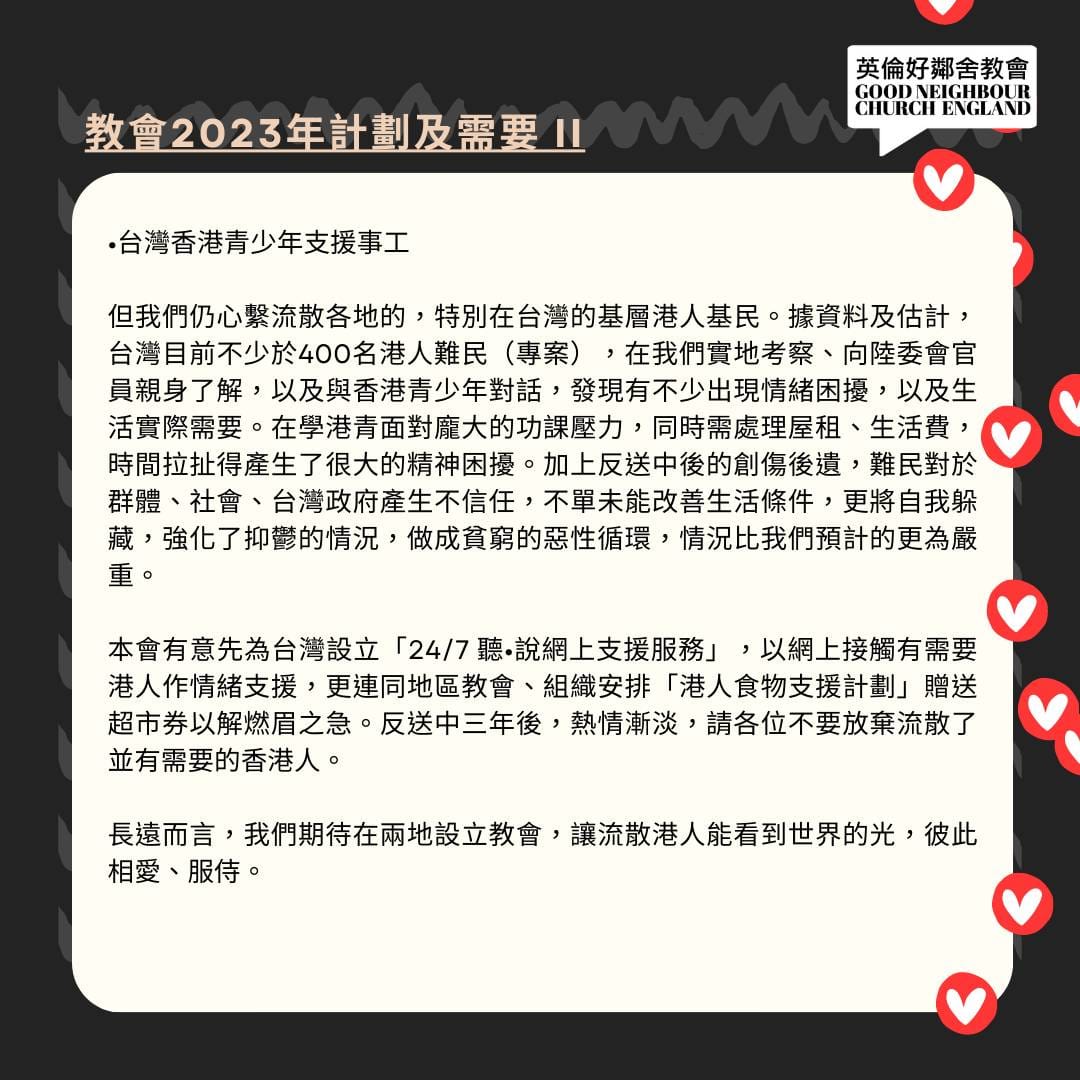 英倫好鄰舍教會
GOOD NEIGHBOUR
CHURCH ENGLAND
教會2023年計劃及需要 II
•台灣香港青少年支援事工
但我們仍心繫流散各地的，特別在台灣的基層港人基民。據資料及估計，
台灣目前不少於400名港人難民（專案），在我們實地考察、向陸委會官
員親身了解，以及與香港青少年對話，發現有不少出現情緒困擾，以及生
活實際需要。在學港青面對龐大的功課壓力，同時需處理屋租、生活費，
時間拉扯得產生了很大的精神困擾。加上反送中後的創傷後遺，難民對於
群體、社會、台灣政府產生不信任，不單未能改善生活條件，更將自我躲
藏，強化了抑鬱的情況，做成貧窮的惡性循環，情況比我們預計的更為嚴
重。
本會有意先為台灣設立「24/7 聽•說網上支援服務」，以網上接觸有需要
港人作情緒支援，更連同地區教會、組織安排「港人食物支援計劃」贈送
超市券以解燃眉之急。反送中三年後，熱情漸淡，請各位不要放棄流散了
並有需要的香港人。
長遠而言，我們期待在兩地設立教會，讓流散港人能看到世界的光，彼此
相愛、服侍。